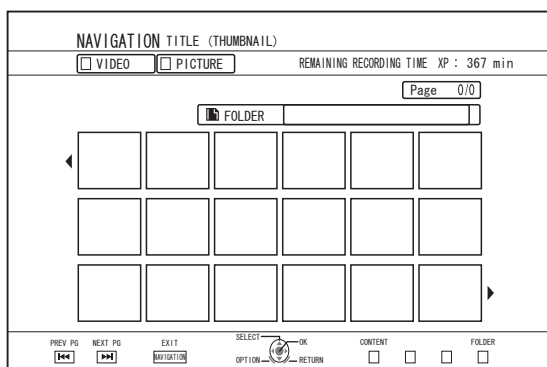 NAVIGATION TITLE (THUMBNAIL)
VIDEO PICTURE REMAINING RECORDING TIME XP : 367 min
Page 0/0
FOLDER
PREV PG NEXT PG EXIT SELECT OK CONTENT FOLDER
NAVIGATION OPTION RETURN